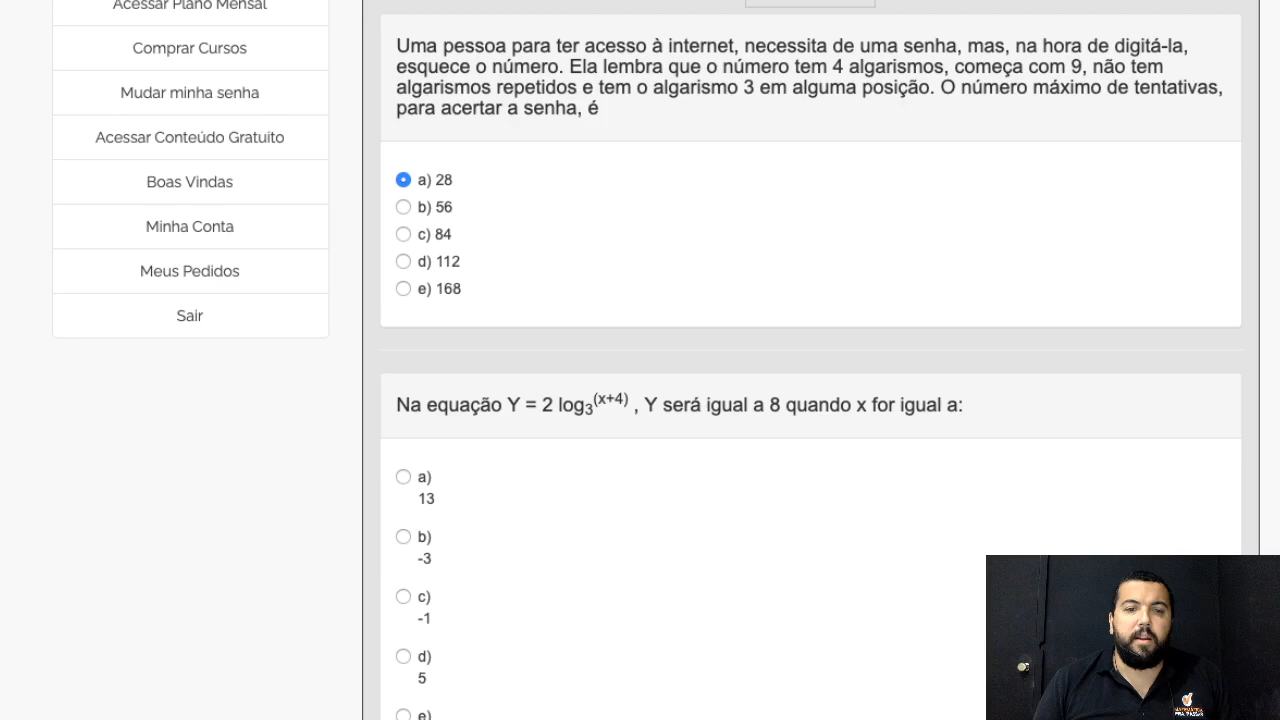 Acessar Plano Mensal
Comprar Cursos
Mudar minha senha
Acessar Conteúdo Gratuito
Boas Vindas
Minha Conta
Meus Pedidos
Sair
Uma pessoa para ter acesso à internet, necessita de uma senha, mas, na hora de digitá-la,
esquece o número. Ela lembra que o número tem 4 algarismos, começa com 9, não tem
algarismos repetidos e tem o algarismo 3 em alguma posição. O número máximo de tentativas,
para acertar a senha, é
a) 28
b) 56
c) 84
d) 112
e) 168
Na equação Y = 2 log₃⁽ˣ⁺⁴⁾ , Y será igual a 8 quando x for igual a:
a)
13
b)
-3
c)
-1
d)
5
e)
MATEMÁTICA
PRA PASSAR